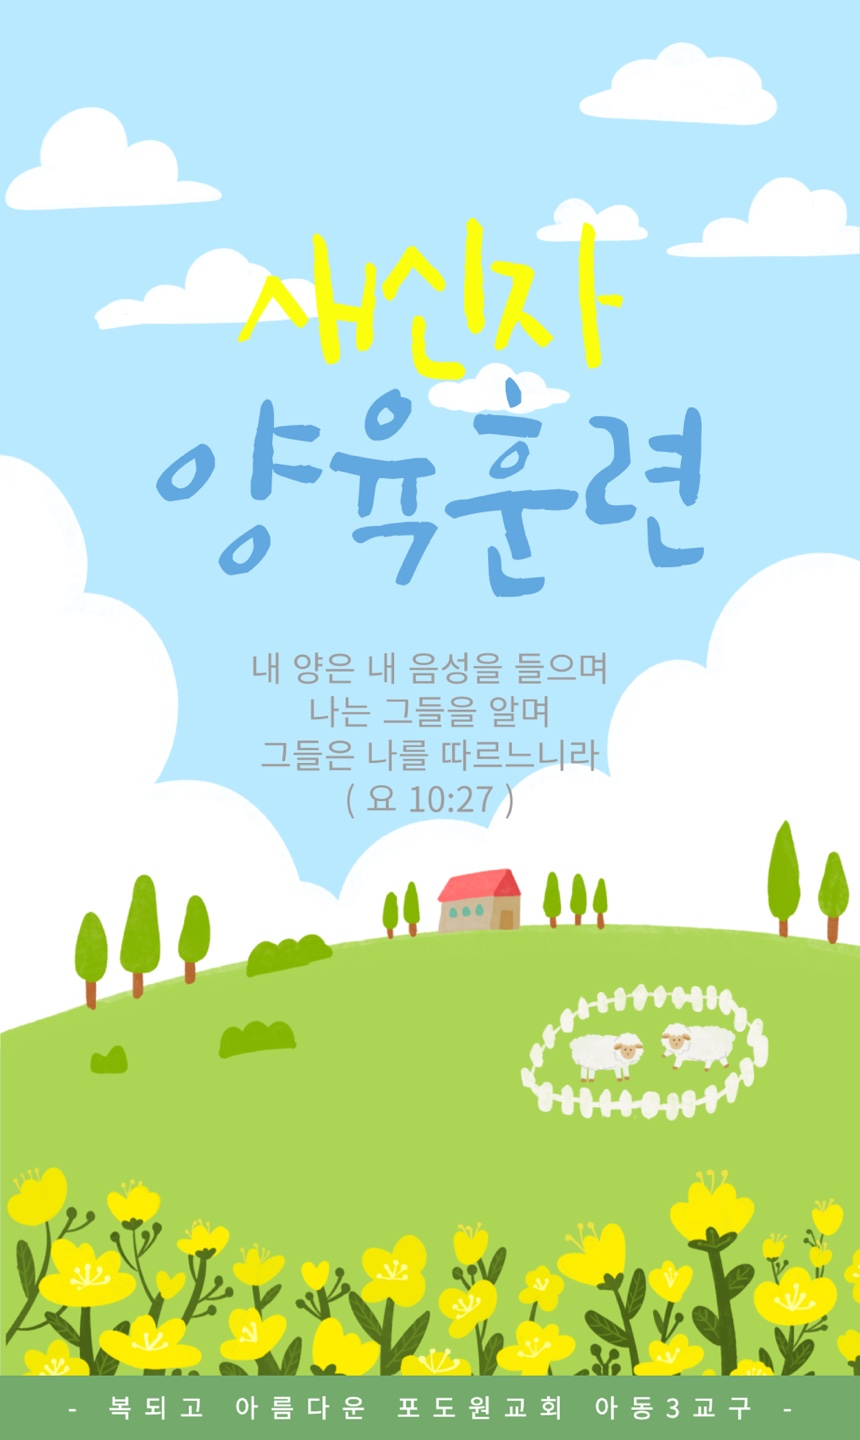 새신자
양육훈련
내 양은 내 음성을 들으며
나는 그들을 알며
그들은 나를 따르느니라
( 요 10:27 )
- 복되고 아름다운 포도원교회 아동3교구 -